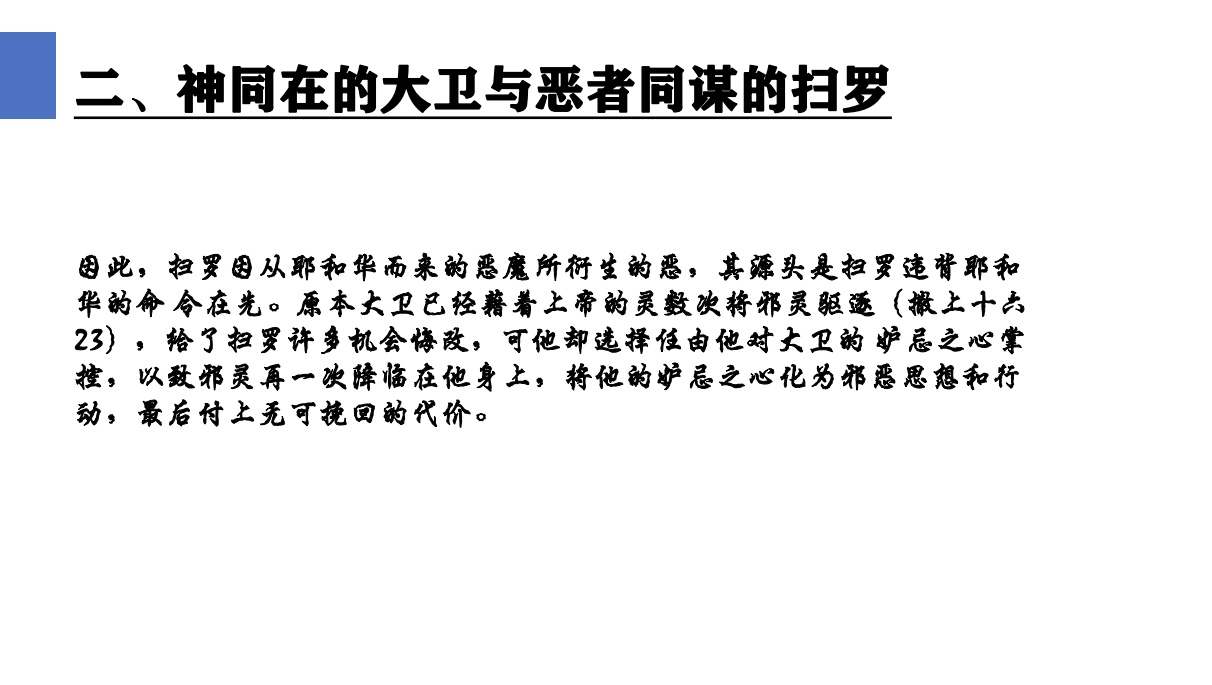 二、神同在的大卫与恶者同谋的扫罗
因此，扫罗因从耶和华而来的恶魔所衍生的恶，其源头是扫罗违背耶和
华的命 令在先。原本大卫已经藉着上帝的灵数次将邪灵驱逐（撒上十六
23），给了扫罗许多机会悔改，可他却选择任由他对大卫的 妒忌之心掌
控，以致邪灵再一次降临在他身上，将他的妒忌之心化为邪恶思想和行
动，最后付上无可挽回的代价。